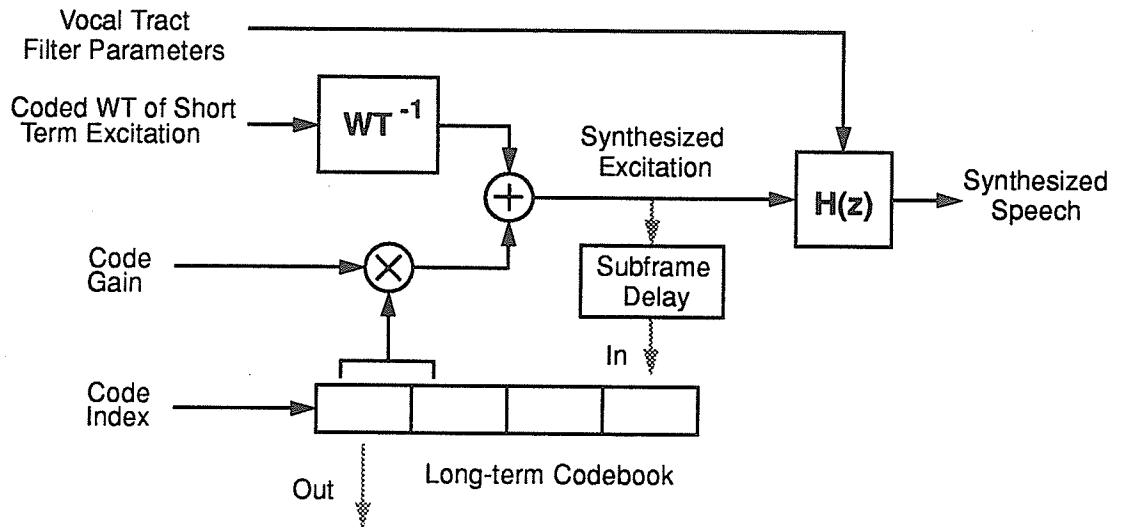 Vocal Tract
Filter Parameters
Coded WT of Short
Term Excitation
WT -1
Synthesized
Excitation
+
H(z)
Synthesized
Speech
Code
Gain
×
Subframe
Delay
In
Code
Index
Long-term Codebook
Out